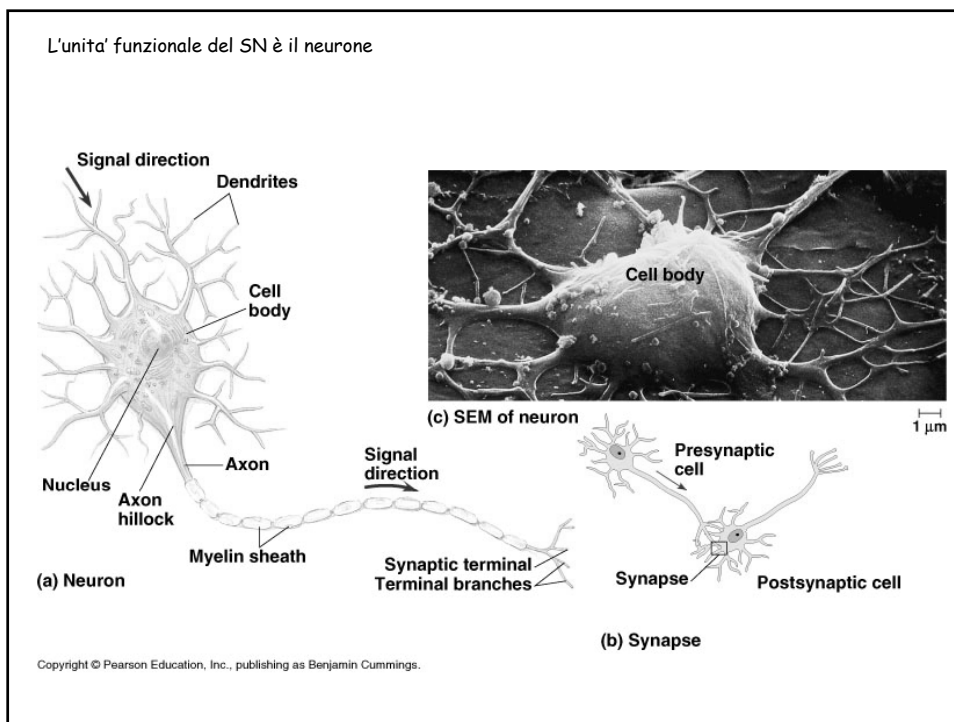 L'unita' funzionale del SN è il neurone
Signal direction
Dendrites
Cell
body
Nucleus
Axon
hillock
Axon
Signal
direction
Myelin sheath
Synaptic terminal
Terminal branches
(a) Neuron
Cell body
(c) SEM of neuron
1 μm
Presynaptic
cell
Synapse
Postsynaptic cell
(b) Synapse
Copyright © Pearson Education, Inc., publishing as Benjamin Cummings.